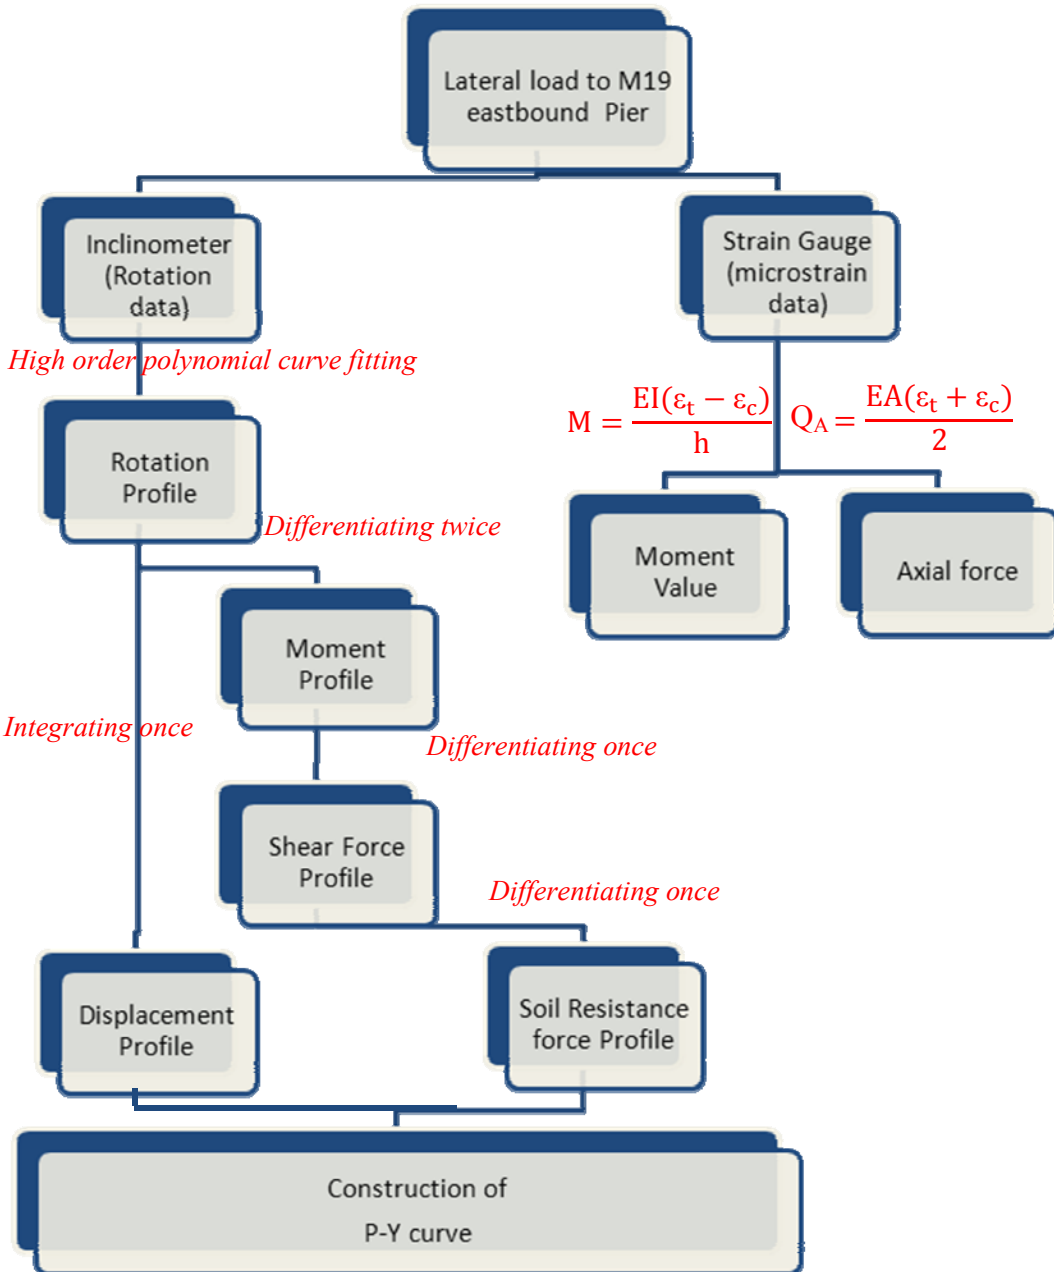 Lateral load to M19
eastbound Pier
Inclinometer
(Rotation
data)
Strain Gauge
(microstrain
data)
High order polynomial curve fitting
M = EI(εt − εc) / h
QA = EA(εt + εc) / 2
Rotation
Profile
Differentiating twice
Moment
Value
Axial force
Moment
Profile
Integrating once
Differentiating once
Shear Force
Profile
Differentiating once
Displacement
Profile
Soil Resistance
force Profile
Construction of
P-Y curve